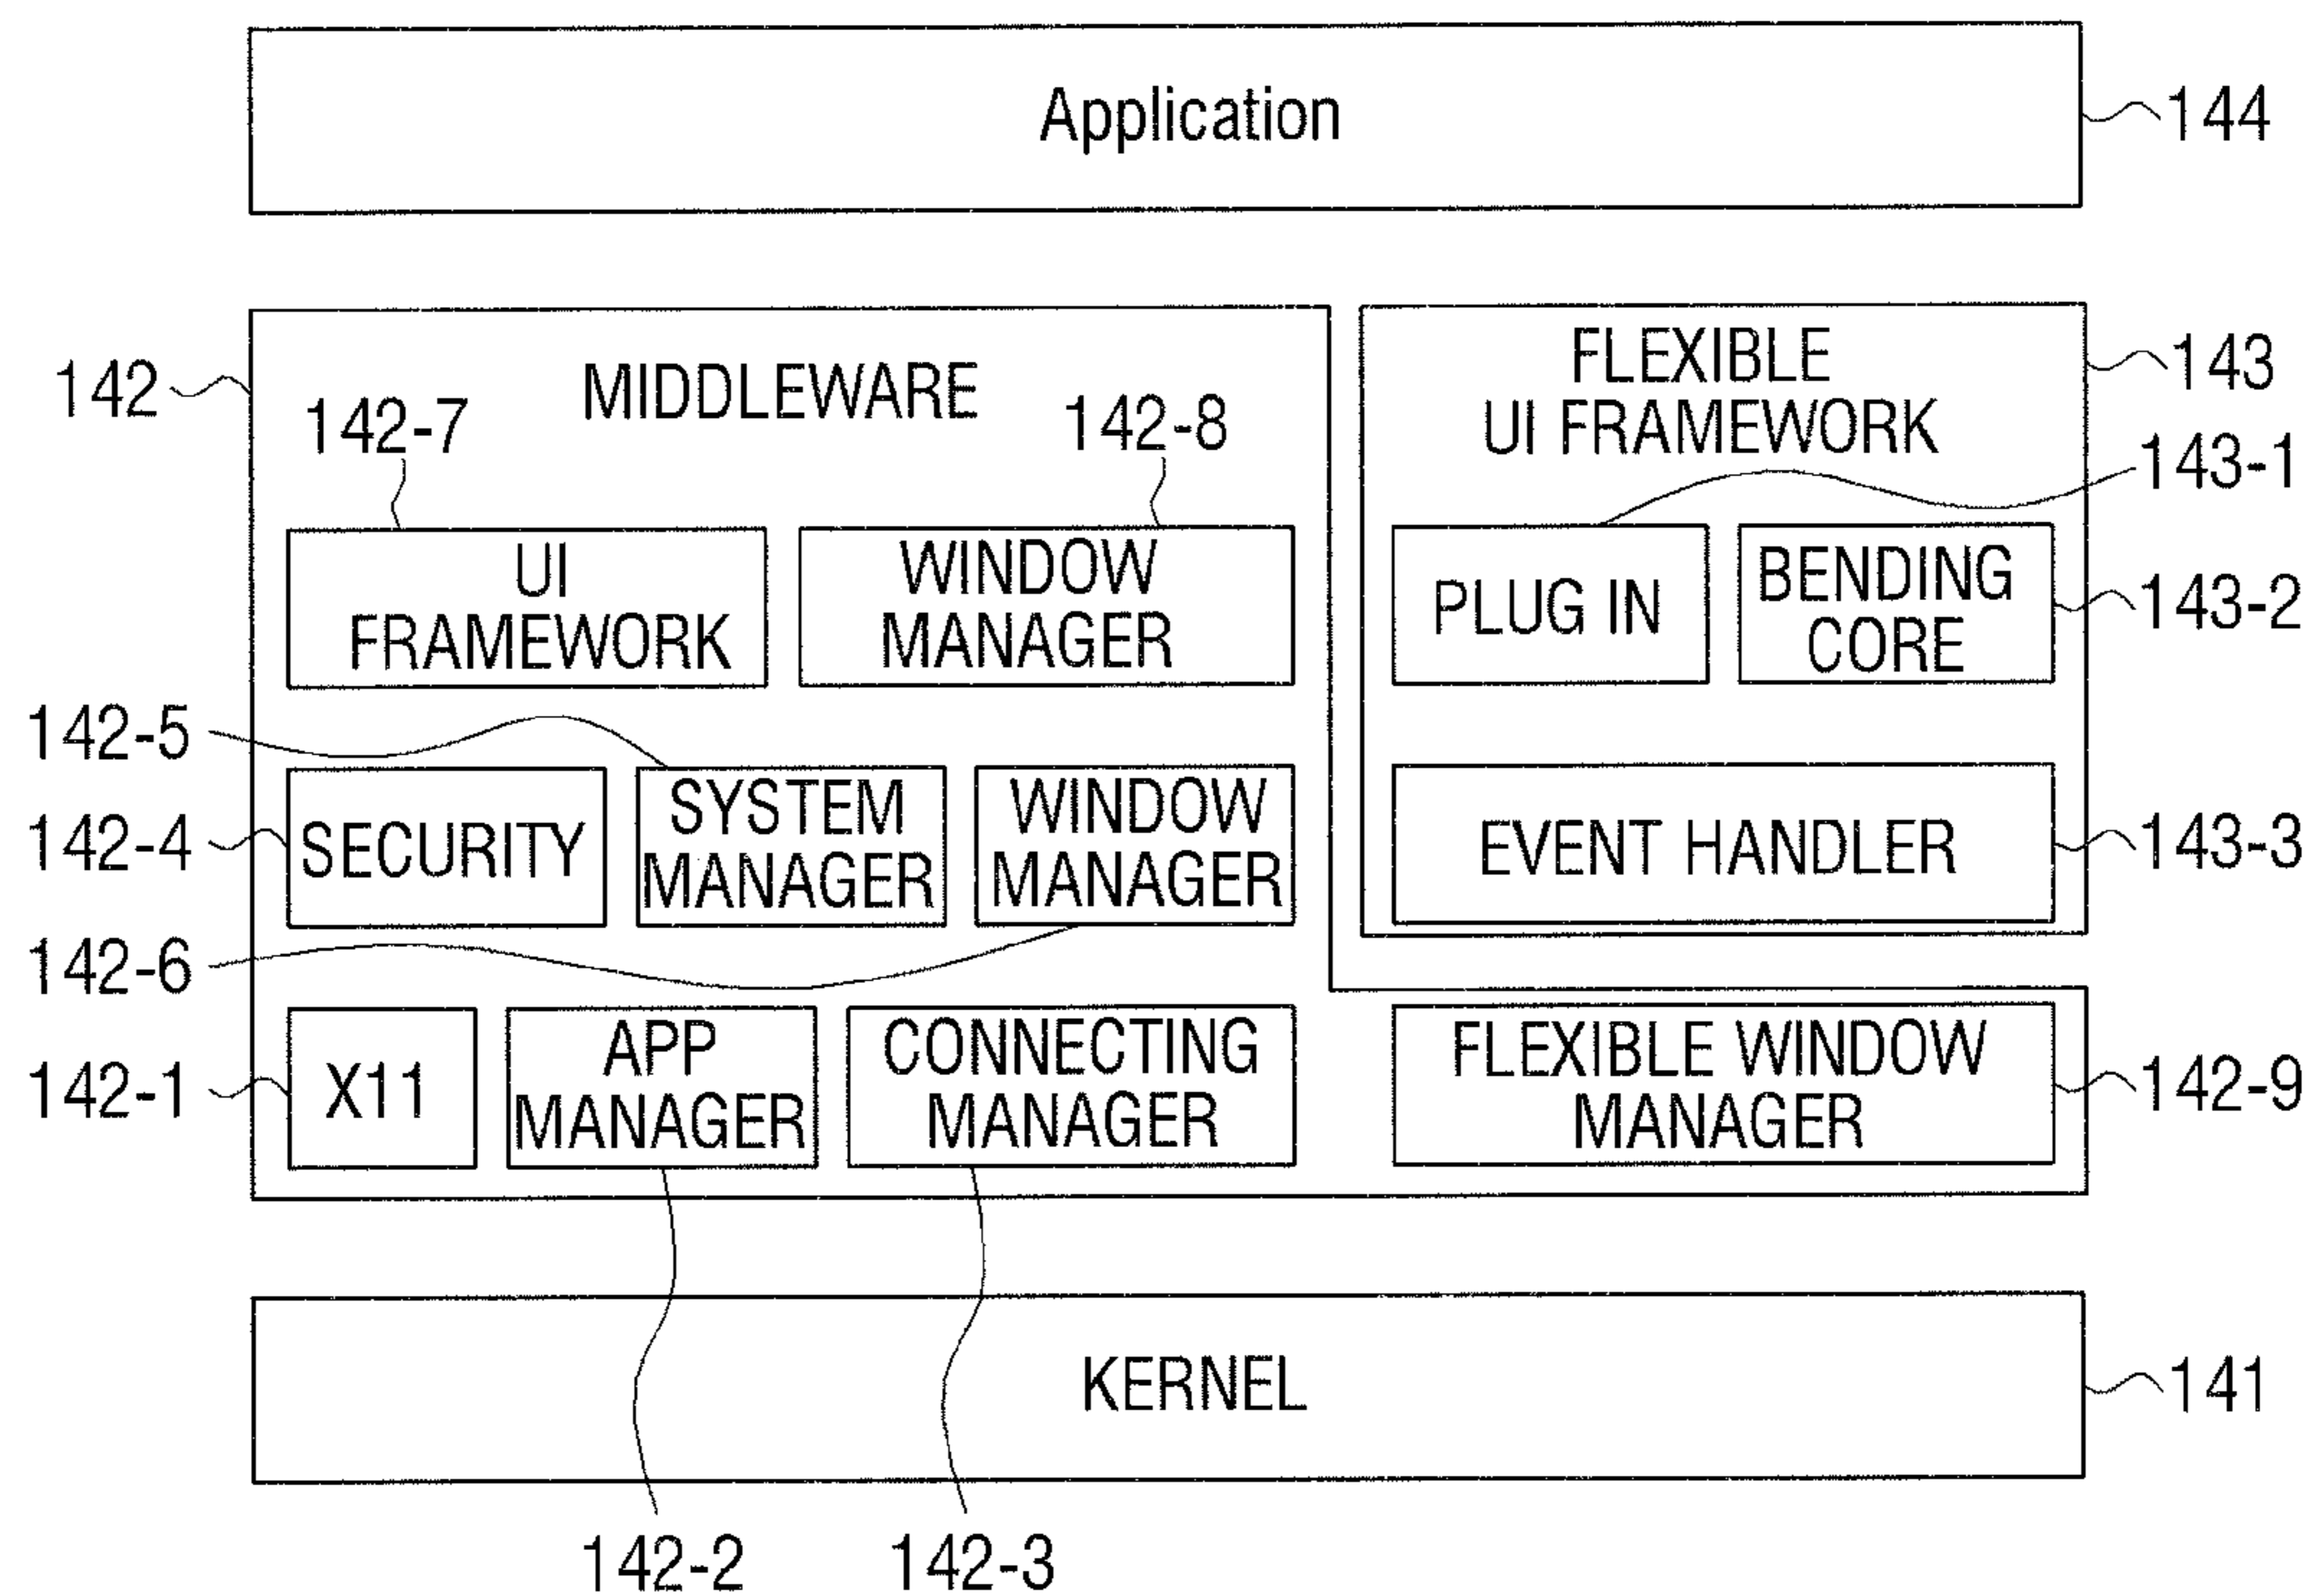 Application
144
142
MIDDLEWARE
142-7
142-8
FLEXIBLE
UI FRAMEWORK
143
143-1
UI
FRAMEWORK
WINDOW
MANAGER
PLUG IN
BENDING
CORE
143-2
142-5
142-4
SECURITY
SYSTEM
MANAGER
WINDOW
MANAGER
EVENT HANDLER
143-3
142-6
142-1
X11
APP
MANAGER
CONNECTING
MANAGER
FLEXIBLE WINDOW
MANAGER
142-9
KERNEL
141
142-2
142-3